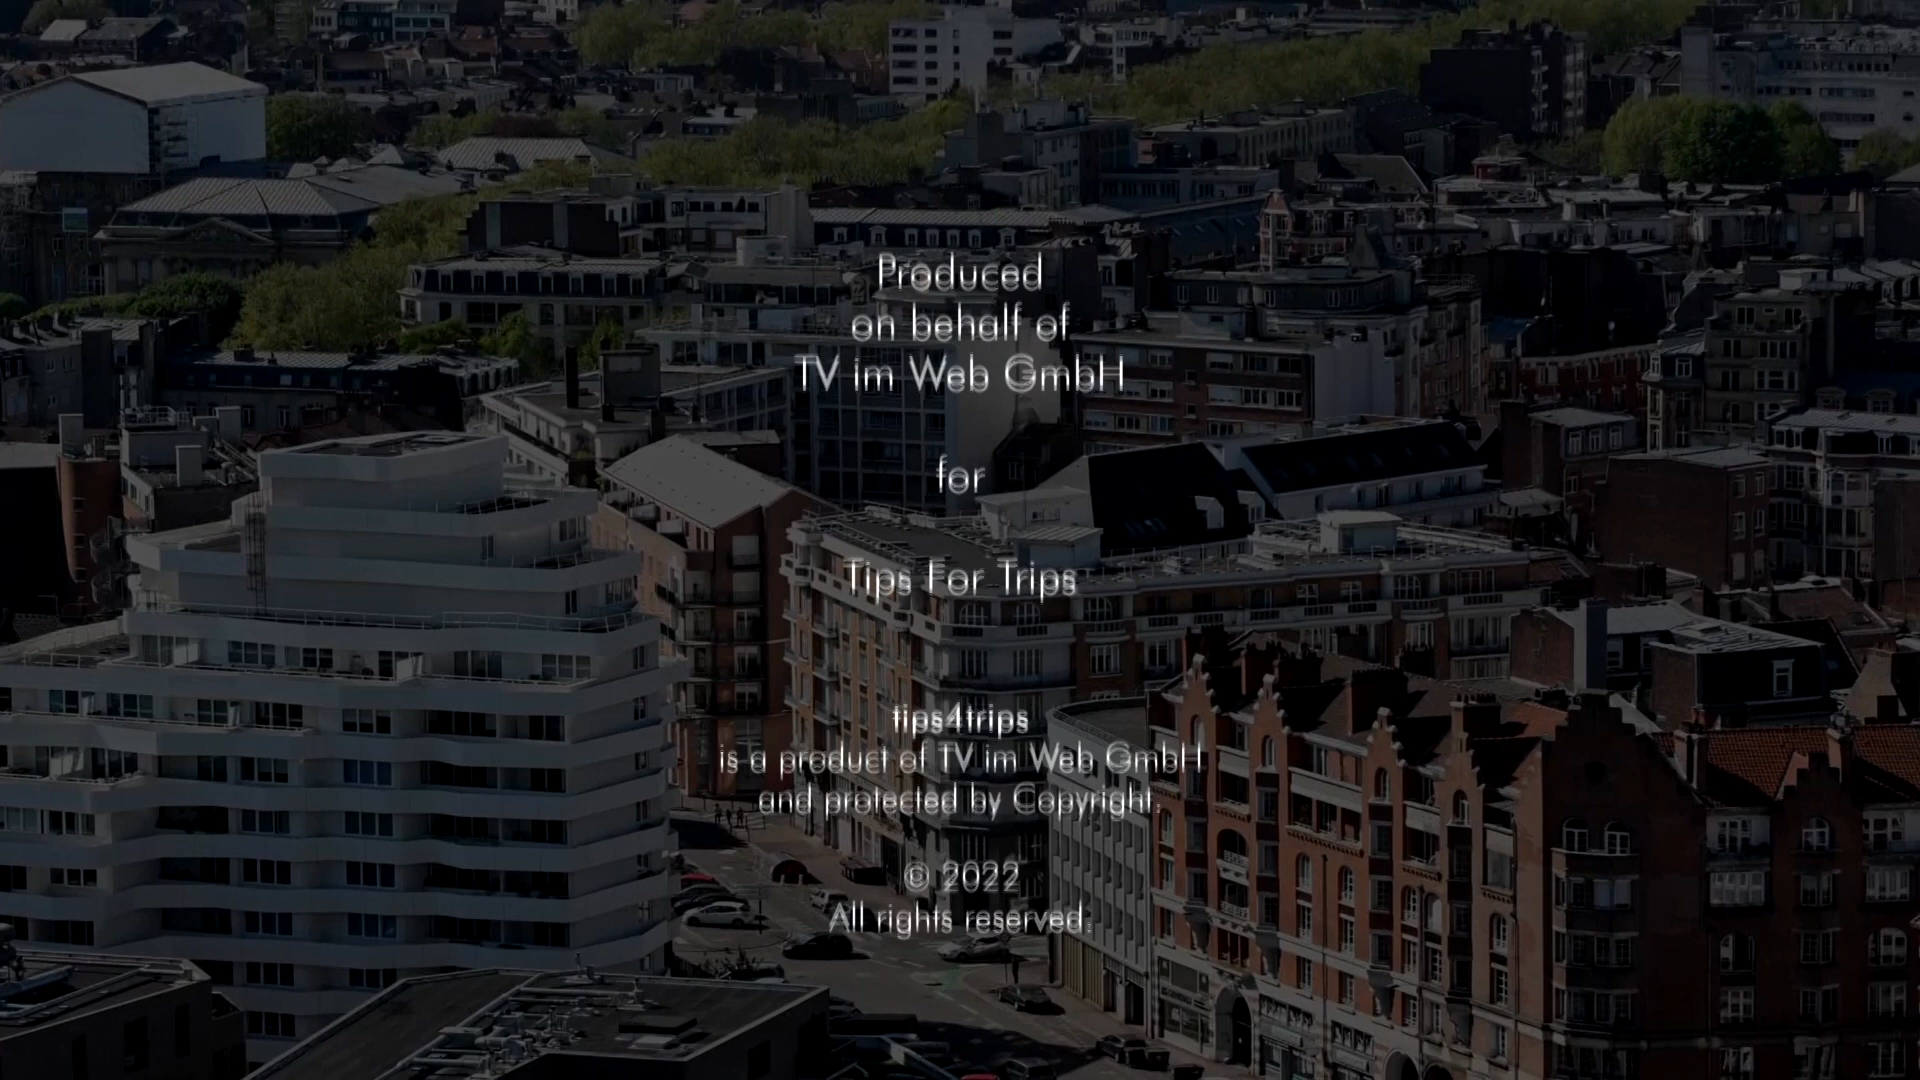 Produced
on behalf of
TV im Web GmbH
for
Tips For Trips
tips4trips
is a product of TV im Web GmbH
and protected by Copyright.
© 2022
All rights reserved.